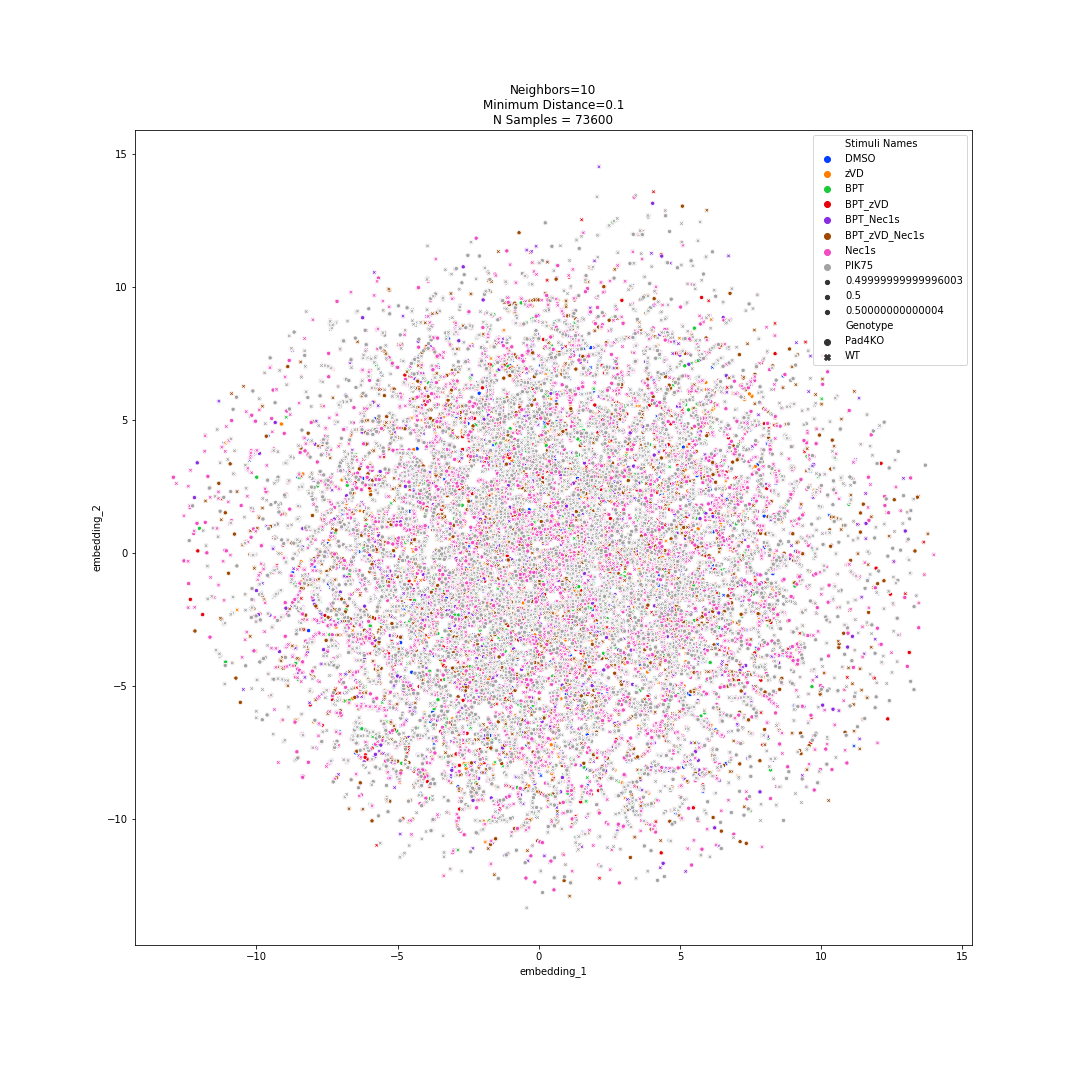 Neighbors=10
Minimum Distance=0.1
N Samples = 73600
Stimuli Names
DMSO
zVD
BPT
BPT_zVD
BPT_Nec1s
BPT_zVD_Nec1s
Nec1s
PIK75
0.49999999999996003
0.5
0.50000000000004
Genotype
Pad4KO
WT
15
10
5
0
−5
−10
embedding_2
−10
−5
0
5
10
15
embedding_1